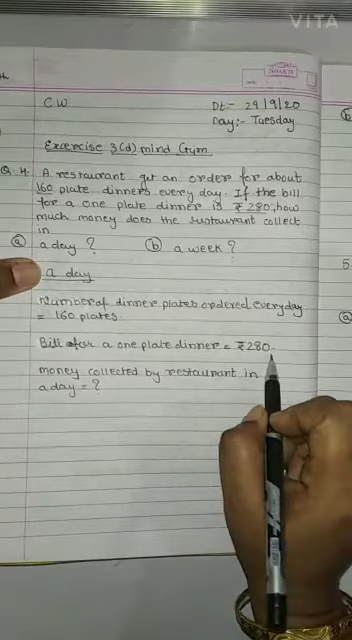 VITA
C.W
Dt:- 29/9/20
Day:- Tuesday
Exercise 3(d) mind Gym
Q.4. A restaurant get an order for about
160 plate dinners every day. If the bill
for a one plate dinner is ₹280, how
much money does the restaurant collect
in
(a) a day ? (b) a week ?
a day
Number of dinner plates ordered everyday
= 160 plates.
Bill for a one plate dinner = ₹280.
money collected by restaurant in
a day = ?
5
(a)
(b)